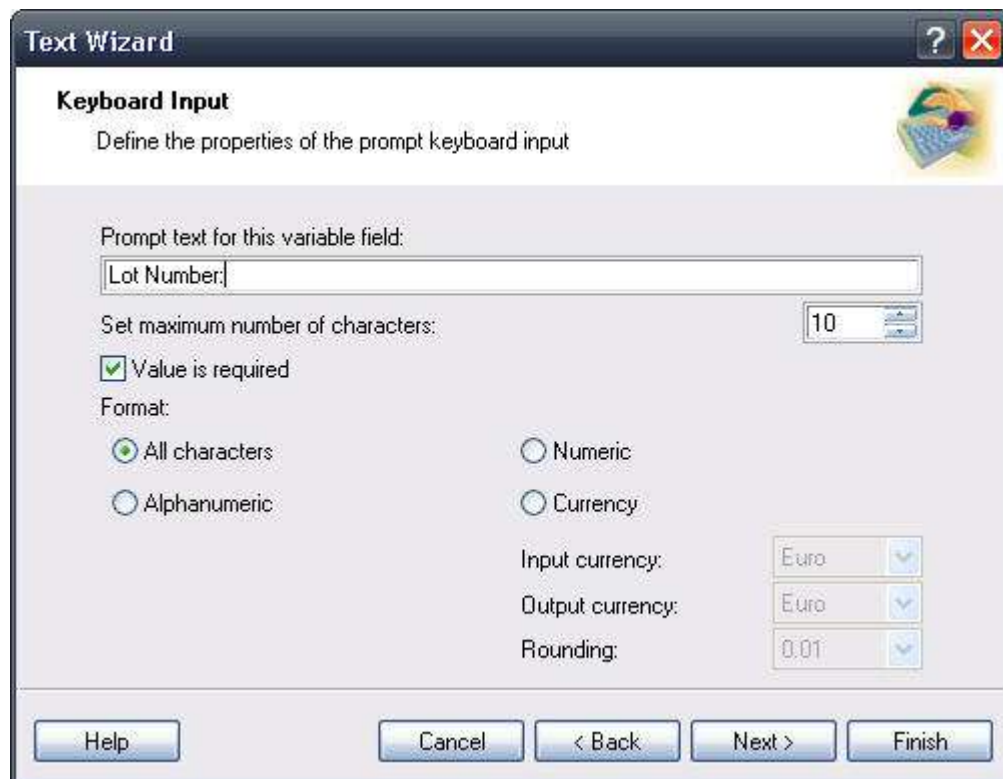 Text Wizard
?
Keyboard Input
Define the properties of the prompt keyboard input
Prompt text for this variable field:
Lot Number:
Set maximum number of characters: 10
Value is required
Format:
All characters Numeric
Alphanumeric Currency
Input currency: Euro
Output currency: Euro
Rounding: 0.01
Help Cancel < Back Next > Finish